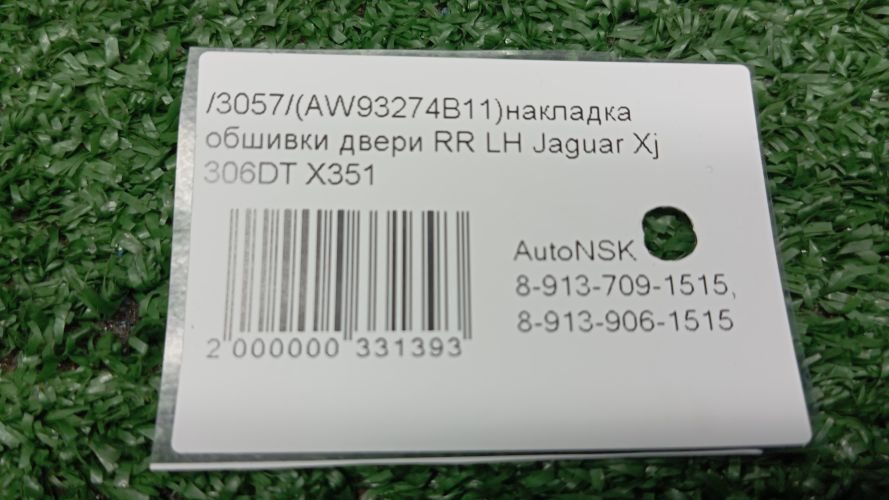 /3057/(AW93274B11)накладка
обшивки двери RR LH Jaguar Xj
306DT X351
AutoNSK
8-913-709-1515,
8-913-906-1515
2 000000 331393